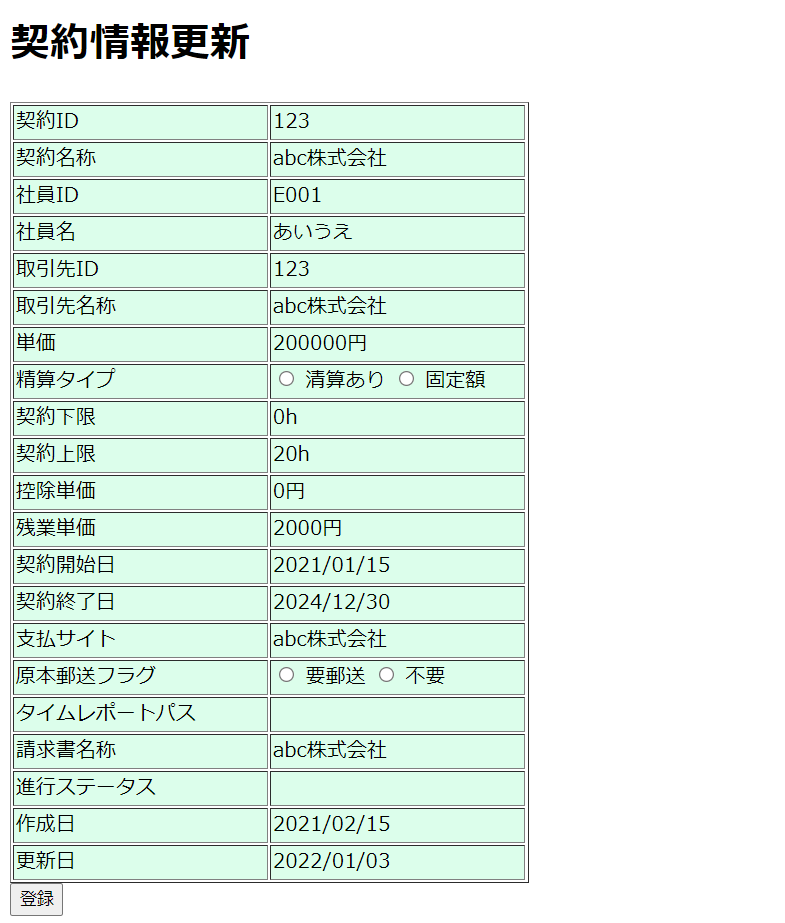 契約情報更新
契約ID 123
契約名称 abc株式会社
社員ID E001
社員名 あいうえ
取引先ID 123
取引先名称 abc株式会社
単価 200000円
精算タイプ 清算あり 固定額
契約下限 0h
契約上限 20h
控除単価 0円
残業単価 2000円
契約開始日 2021/01/15
契約終了日 2024/12/30
支払サイト abc株式会社
原本郵送フラグ 要郵送 不要
タイムレポートパス
請求書名称 abc株式会社
進行ステータス
作成日 2021/02/15
更新日 2022/01/03
登録